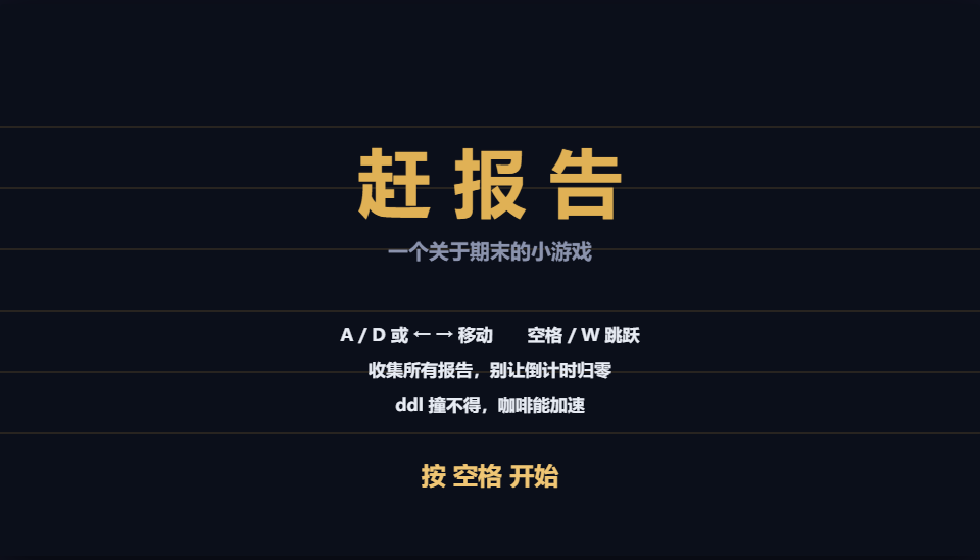 赶报告
一个关于期末的小游戏
A / D 或 ← → 移动　　空格 / W 跳跃
收集所有报告，别让倒计时归零
ddl 撞不得，咖啡能加速
按 空格 开始